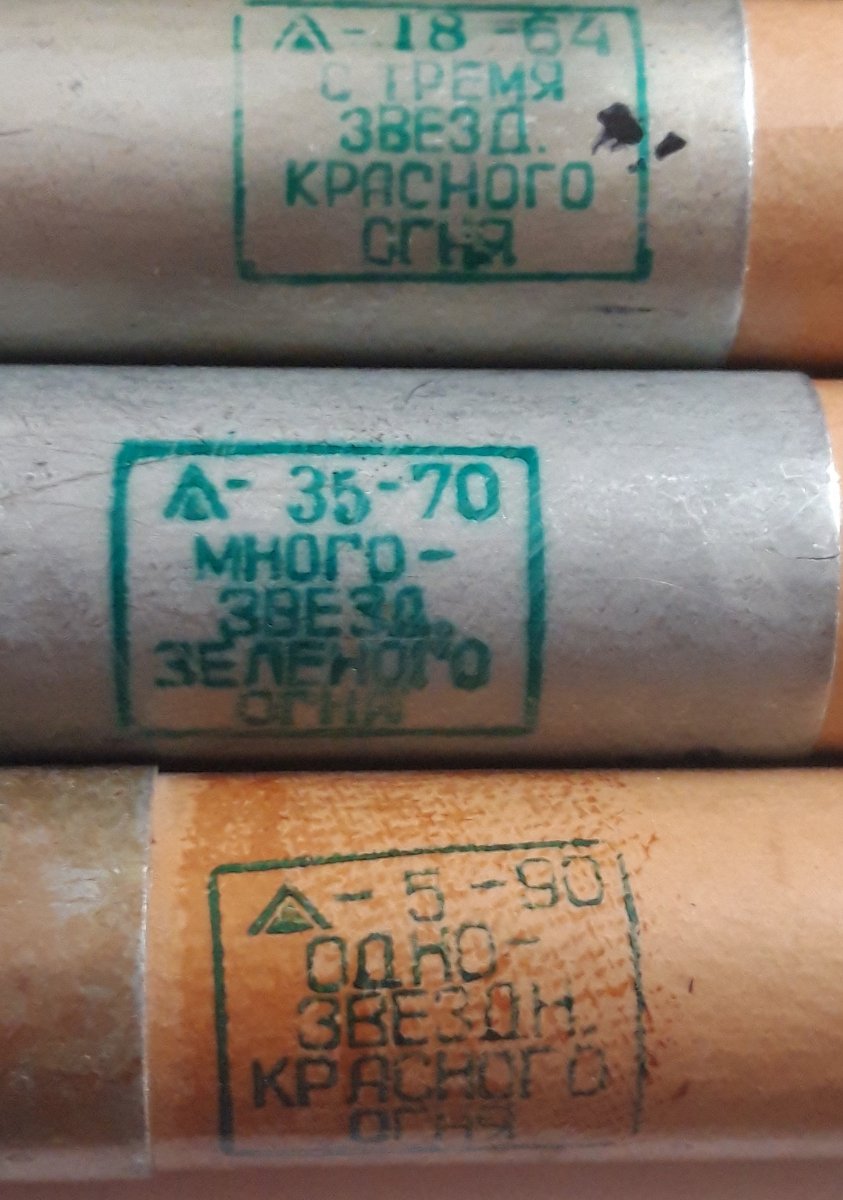 -18-64
С ТРЕМЯ
ЗВЕЗД.
КРАСНОГО
ОГНЯ
- 35-70
МНОГО-
ЗВЕЗД.
ЗЕЛЕНОГО
ОГНЯ
-5-90
ОДНО-
ЗВЕЗДН.
КРАСНОГО
ОГНЯ